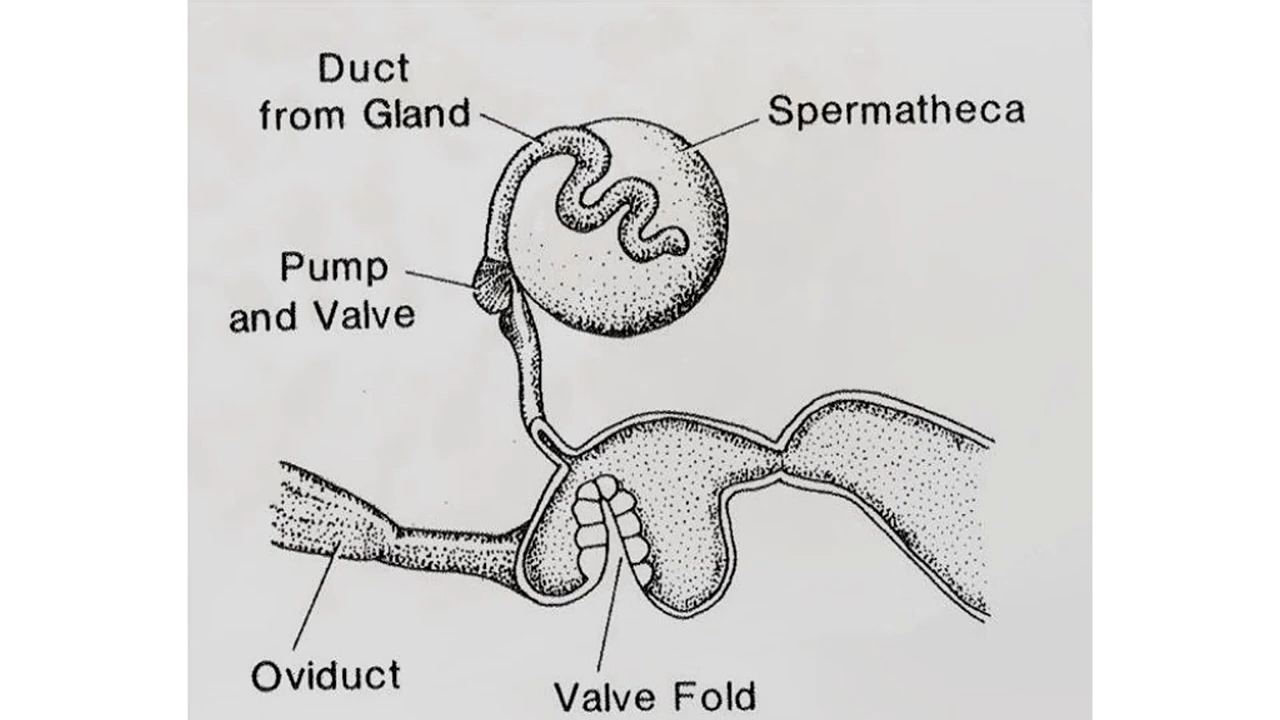 Duct
from Gland
Spermatheca
Pump
and Valve
Oviduct
Valve Fold